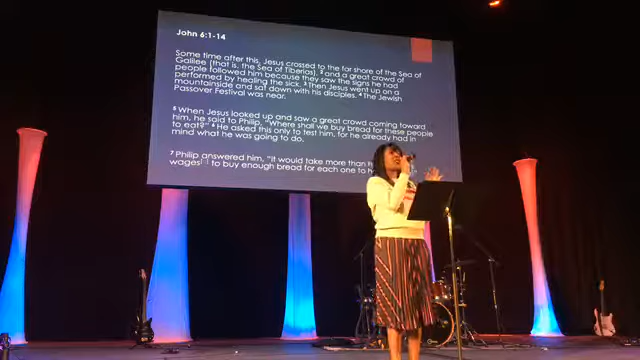 John 6:1-14
Some time after this, Jesus crossed to the far shore of the Sea of
Galilee (that is, the Sea of Tiberias), 2 and a great crowd of
people followed him because they saw the signs he had
performed by healing the sick. 3 Then Jesus went up on a
mountainside and sat down with his disciples. 4 The Jewish
Passover Festival was near.
5 When Jesus looked up and saw a great crowd coming toward
him, he said to Philip, “Where shall we buy bread for these people
to eat?” 6 He asked this only to test him, for he already had in
mind what he was going to do.
7 Philip answered him, “It would take more than
wages to buy enough bread for each one to